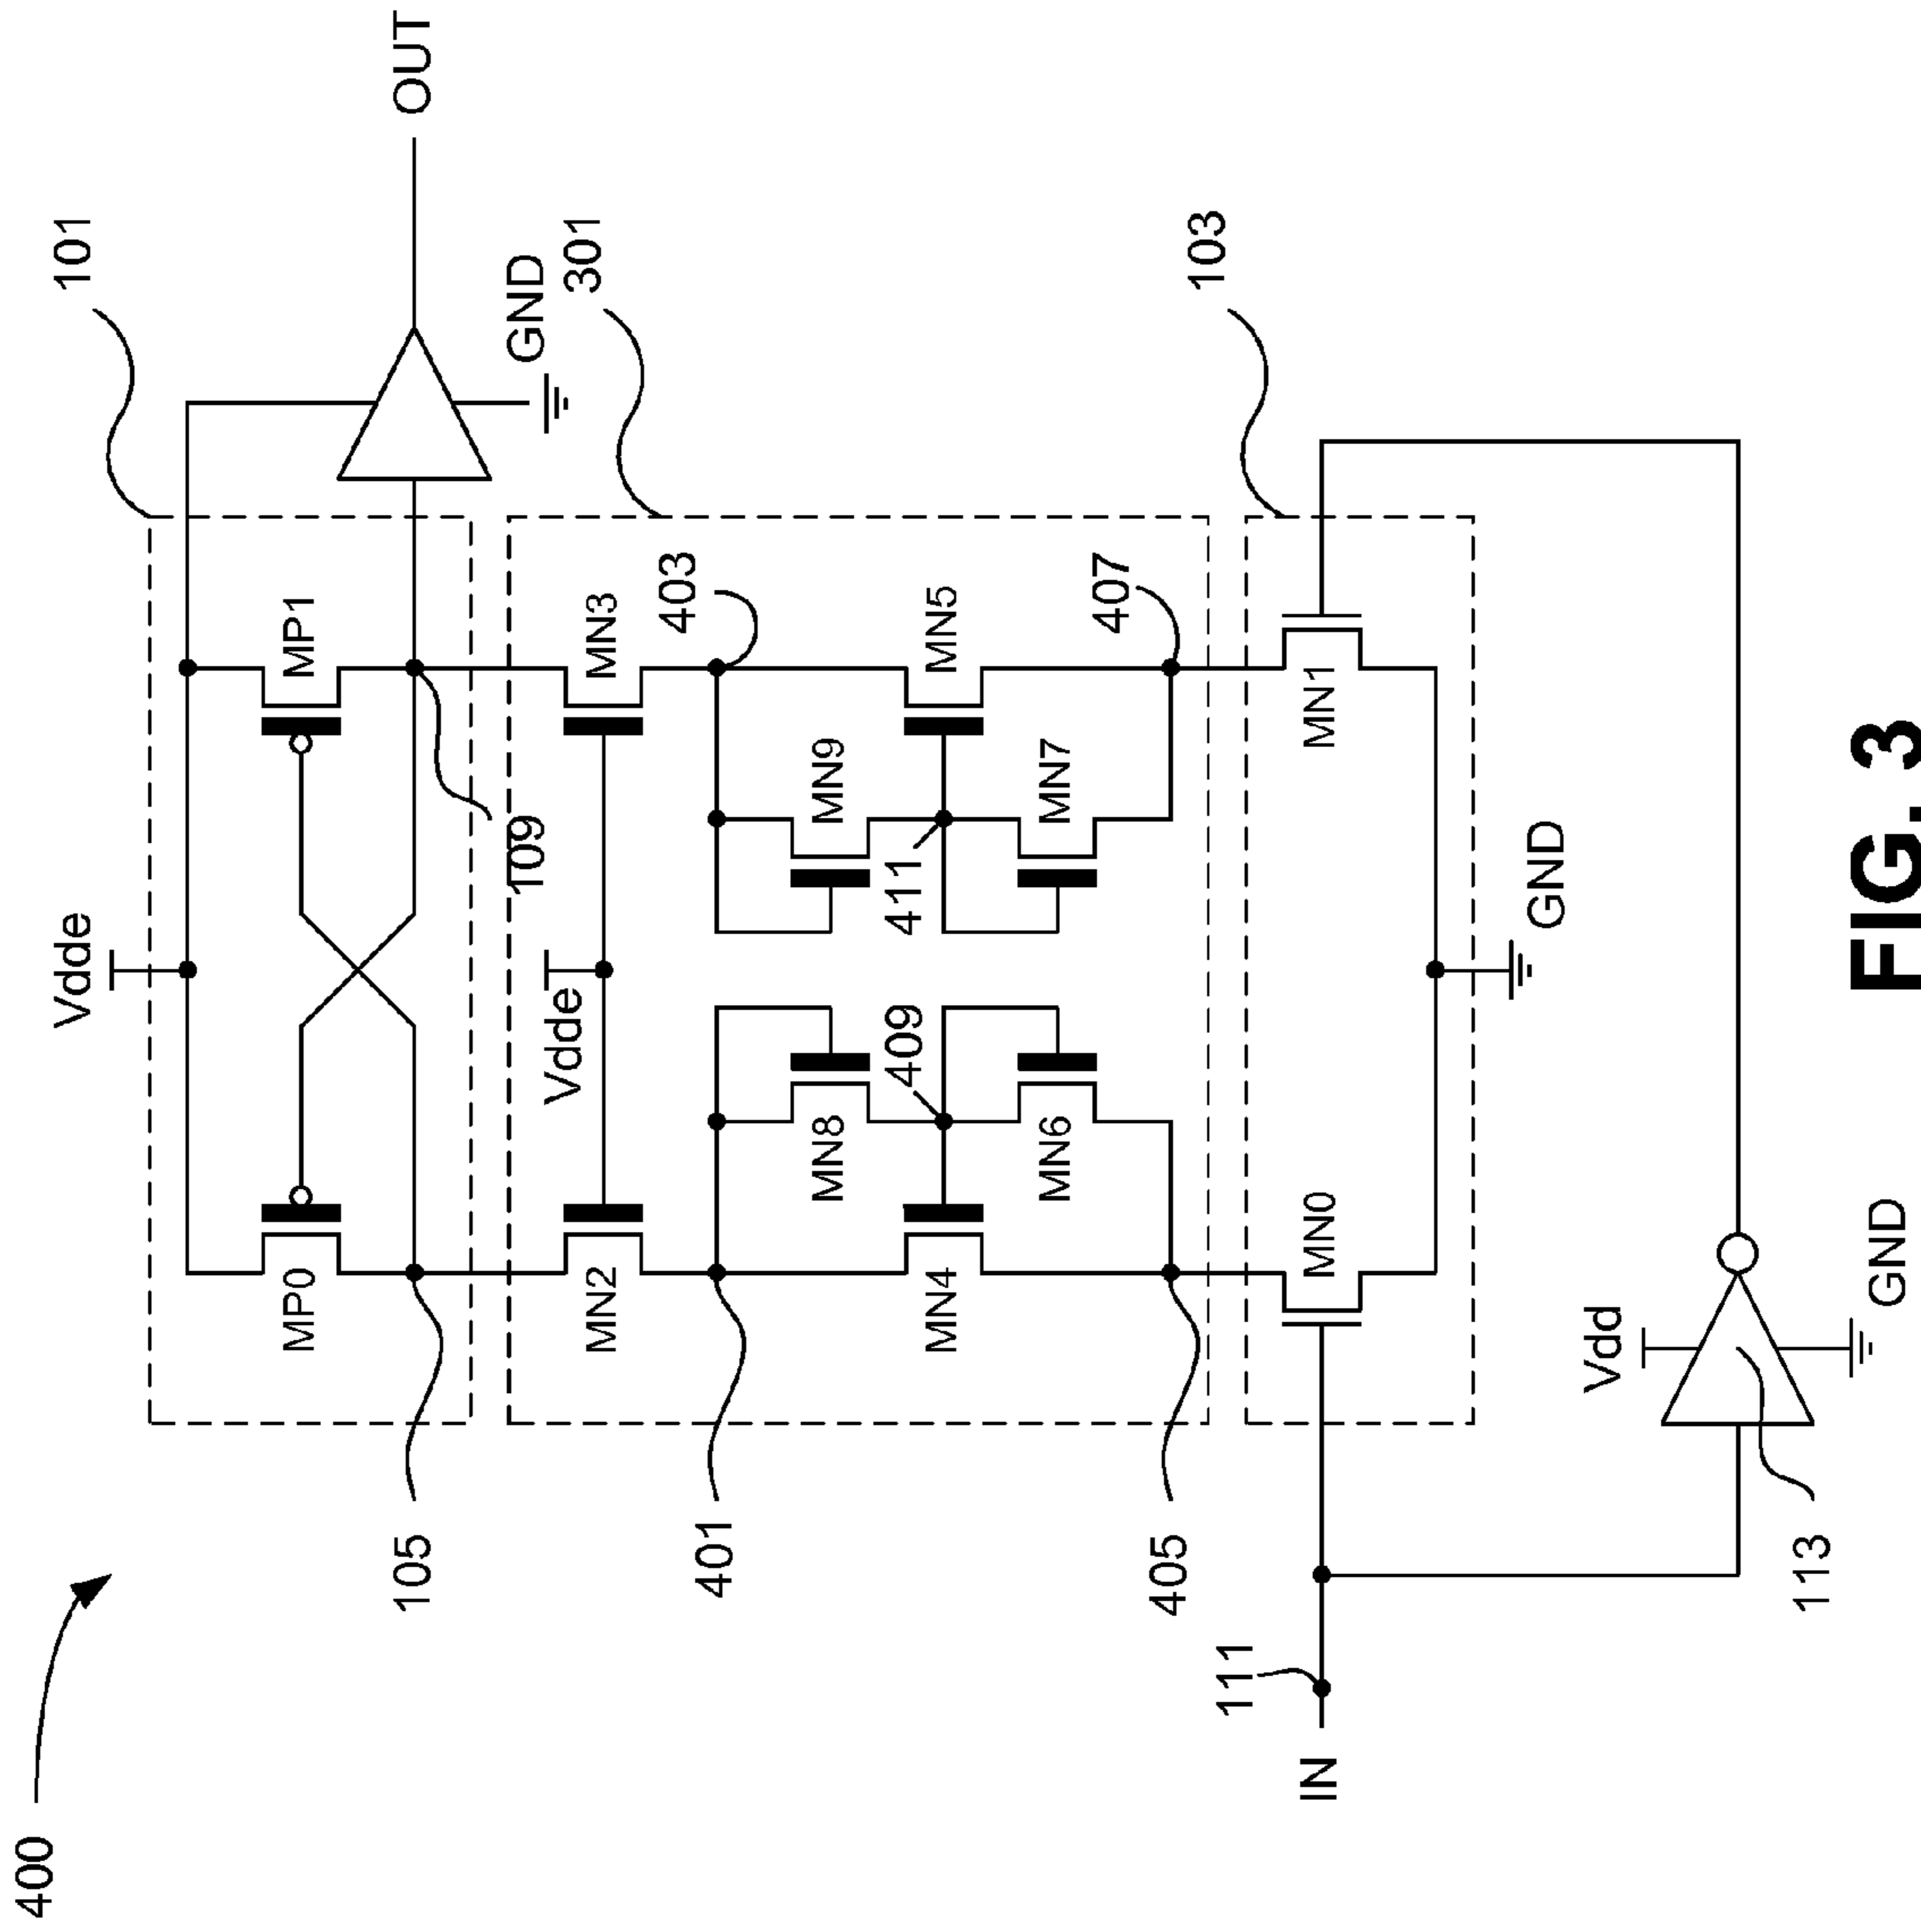 400
Vdde
101
OUT
MP0
MP1
105
109
GND
301
Vdde
MN2
MN3
401
403
MN8
MN9
409
411
MN4
MN5
MN6
MN7
405
407
103
111
IN
MN0
MN1
GND
Vdd
113
GND
FIG. 3